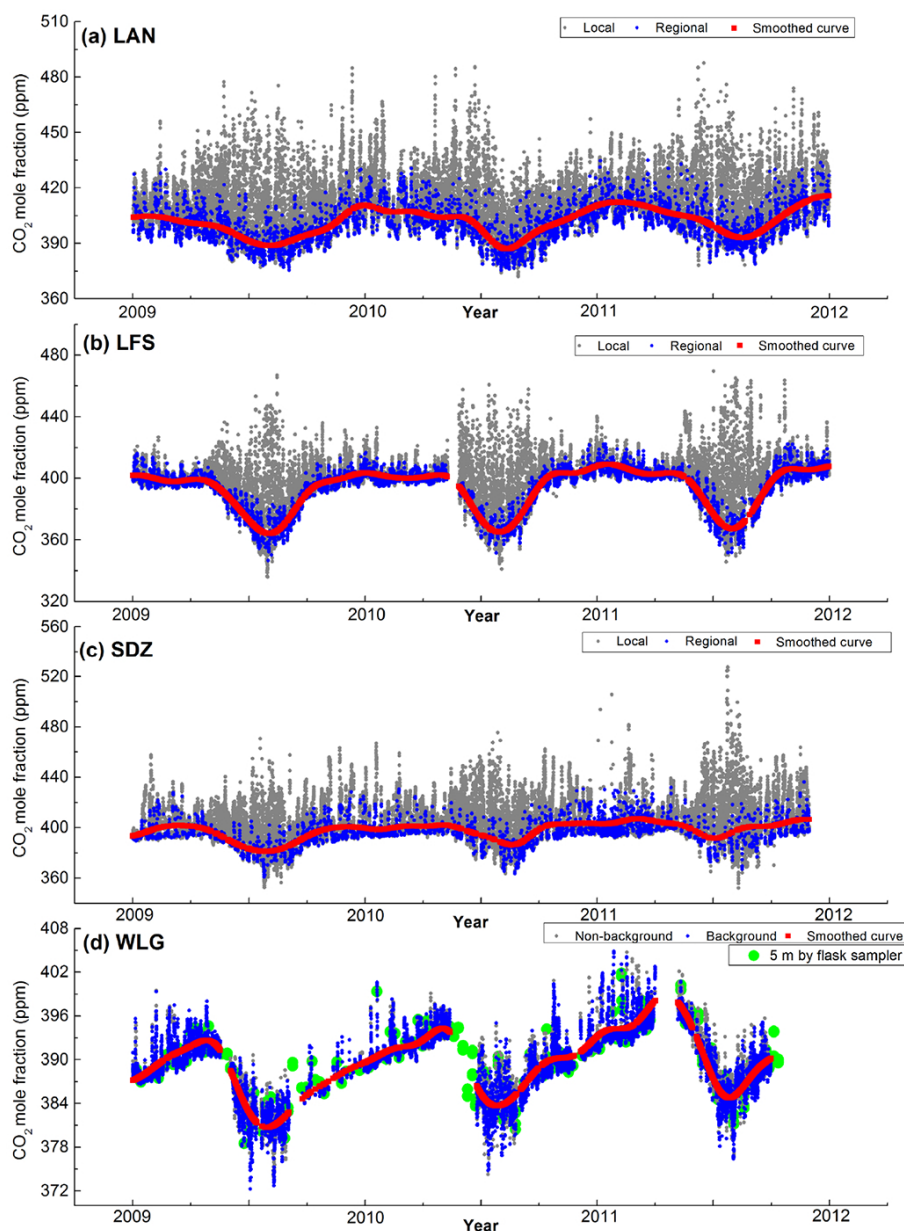 (a) LAN
Local Regional Smoothed curve
CO2 mole fraction (ppm)
510
480
450
420
390
360
2009 2010 2011 2012
Year
(b) LFS
Local Regional Smoothed curve
CO2 mole fraction (ppm)
480
440
400
360
320
2009 2010 2011 2012
Year
(c) SDZ
Local Regional Smoothed curve
CO2 mole fraction (ppm)
560
520
480
440
400
360
2009 2010 2011 2012
Year
(d) WLG
Non-background Background Smoothed curve
5 m by flask sampler
CO2 mole fraction (ppm)
408
402
396
390
384
378
372
2009 2010 2011 2012
Year